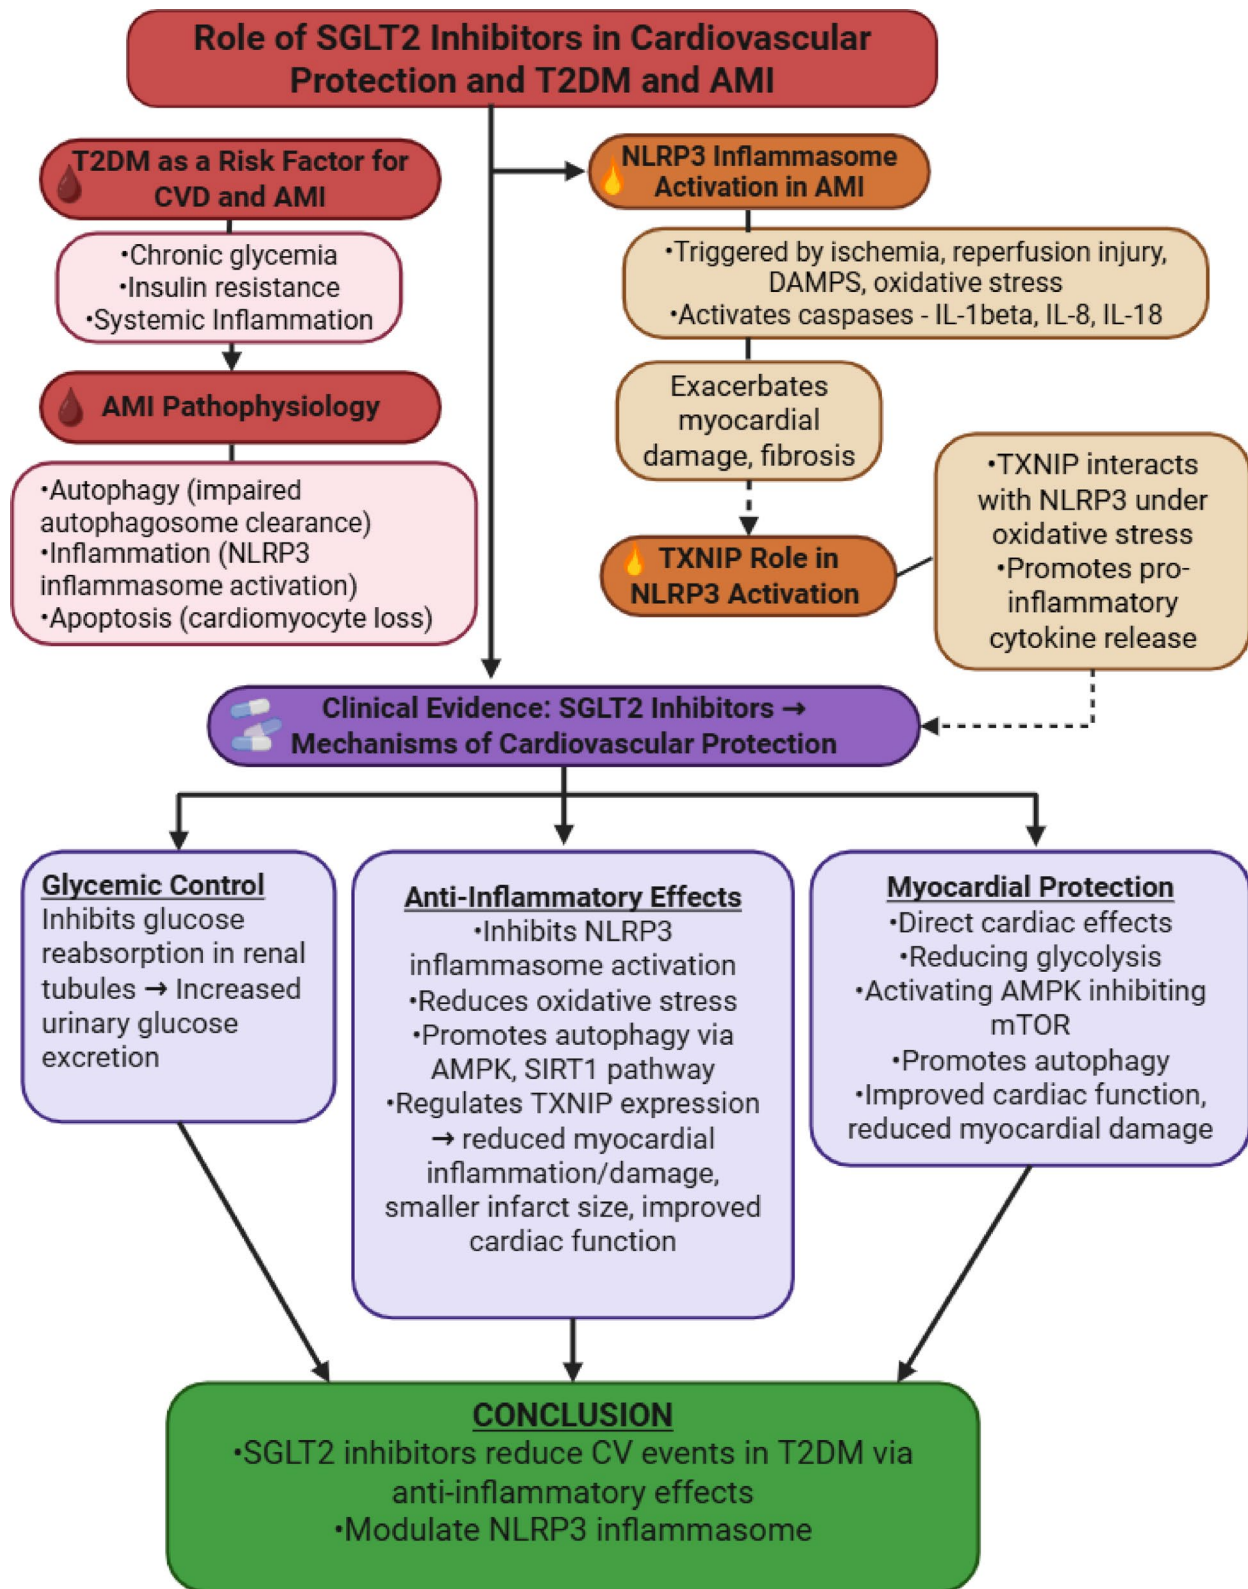 Role of SGLT2 Inhibitors in Cardiovascular
Protection and T2DM and AMI
T2DM as a Risk Factor for
CVD and AMI
•Chronic glycemia
•Insulin resistance
•Systemic Inflammation
AMI Pathophysiology
•Autophagy (impaired
autophagosome clearance)
•Inflammation (NLRP3
inflammasome activation)
•Apoptosis (cardiomyocyte loss)
NLRP3 Inflammasome
Activation in AMI
•Triggered by ischemia, reperfusion injury,
DAMPS, oxidative stress
•Activates caspases - IL-1beta, IL-8, IL-18
Exacerbates
myocardial
damage, fibrosis
TXNIP Role in
NLRP3 Activation
•TXNIP interacts
with NLRP3 under
oxidative stress
•Promotes pro-
inflammatory
cytokine release
Clinical Evidence: SGLT2 Inhibitors →
Mechanisms of Cardiovascular Protection
Glycemic Control
Inhibits glucose
reabsorption in renal
tubules → Increased
urinary glucose
excretion
Anti-Inflammatory Effects
•Inhibits NLRP3
inflammasome activation
•Reduces oxidative stress
•Promotes autophagy via
AMPK, SIRT1 pathway
•Regulates TXNIP expression
→ reduced myocardial
inflammation/damage,
smaller infarct size, improved
cardiac function
Myocardial Protection
•Direct cardiac effects
•Reducing glycolysis
•Activating AMPK inhibiting
mTOR
•Promotes autophagy
•Improved cardiac function,
reduced myocardial damage
CONCLUSION
•SGLT2 inhibitors reduce CV events in T2DM via
anti-inflammatory effects
•Modulate NLRP3 inflammasome